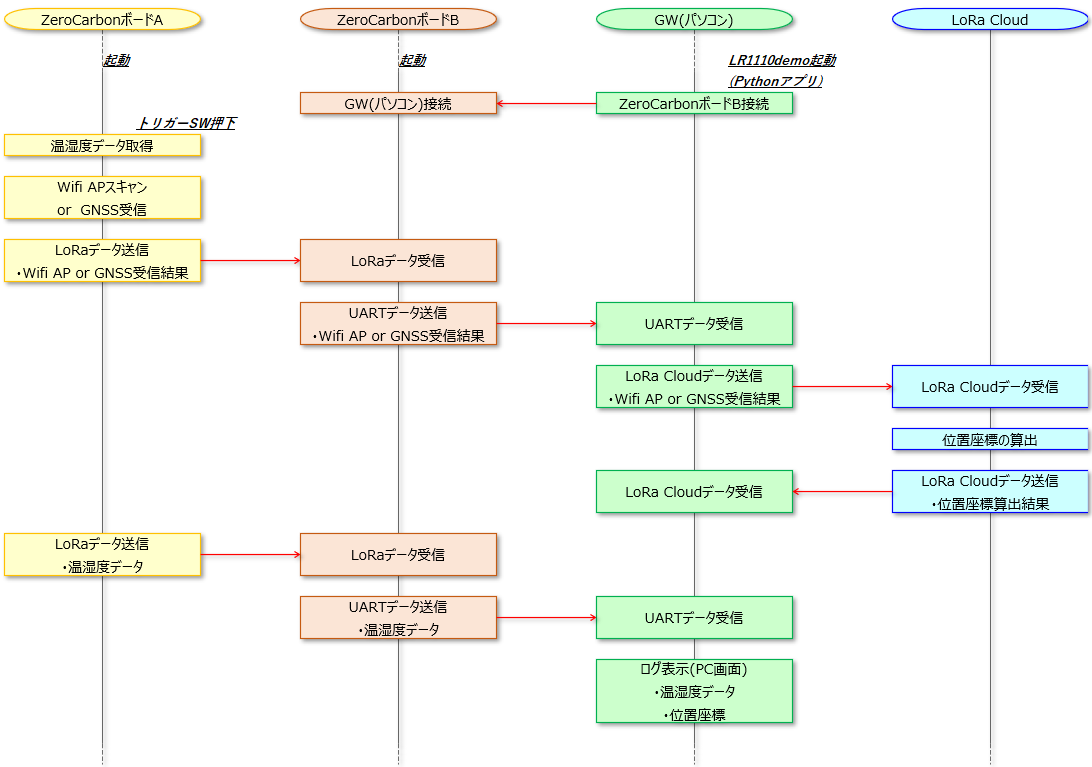 ZeroCarbonボードA
ZeroCarbonボードB
GW(パソコン)
LoRa Cloud
起動
起動
LR1110demo起動
(Pythonアプリ)
GW(パソコン)接続
ZeroCarbonボードB接続
トリガーSW押下
温湿度データ取得
Wifi APスキャン
or GNSS受信
LoRaデータ送信
・Wifi AP or GNSS受信結果
LoRaデータ受信
UARTデータ送信
・Wifi AP or GNSS受信結果
UARTデータ受信
LoRa Cloudデータ送信
・Wifi AP or GNSS受信結果
LoRa Cloudデータ受信
位置座標の算出
LoRa Cloudデータ受信
LoRa Cloudデータ送信
・位置座標算出結果
LoRaデータ送信
・温湿度データ
LoRaデータ受信
UARTデータ送信
・温湿度データ
UARTデータ受信
ログ表示(PC画面)
・温湿度データ
・位置座標